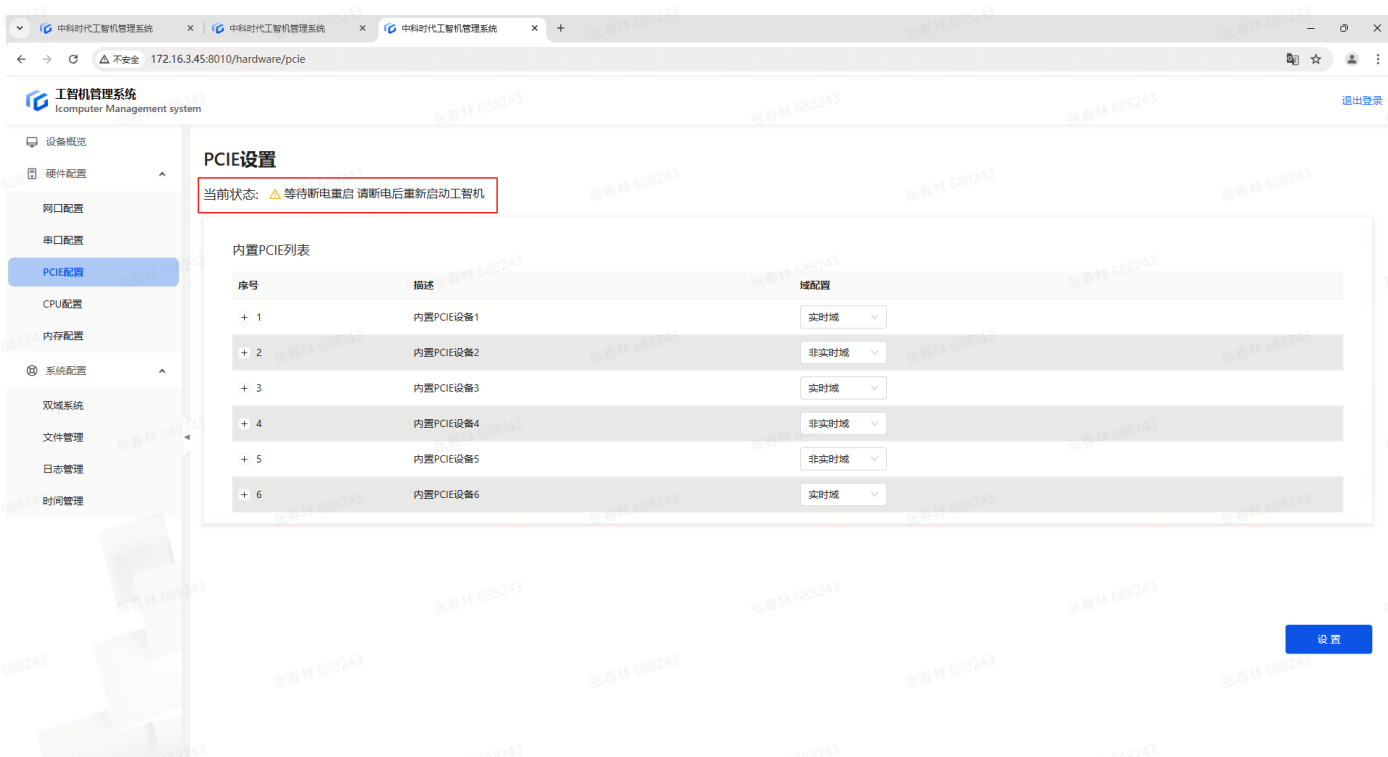 中科时代工智机管理系统 中科时代工智机管理系统 中科时代工智机管理系统
不安全 172.16.3.45:8010/hardware/pcie
工智机管理系统
Icomputer Management system
退出登录
设备概览
硬件配置
网口配置
串口配置
PCIE配置
CPU配置
内存配置
系统配置
双域系统
文件管理
日志管理
时间管理
PCIE设置
当前状态: 等待断电重启 请断电后重新启动工智机
内置PCIE列表
序号 描述 域配置
1 内置PCIE设备1 实时域
2 内置PCIE设备2 非实时域
3 内置PCIE设备3 实时域
4 内置PCIE设备4 非实时域
5 内置PCIE设备5 非实时域
6 内置PCIE设备6 实时域
设 置
张春林 688243